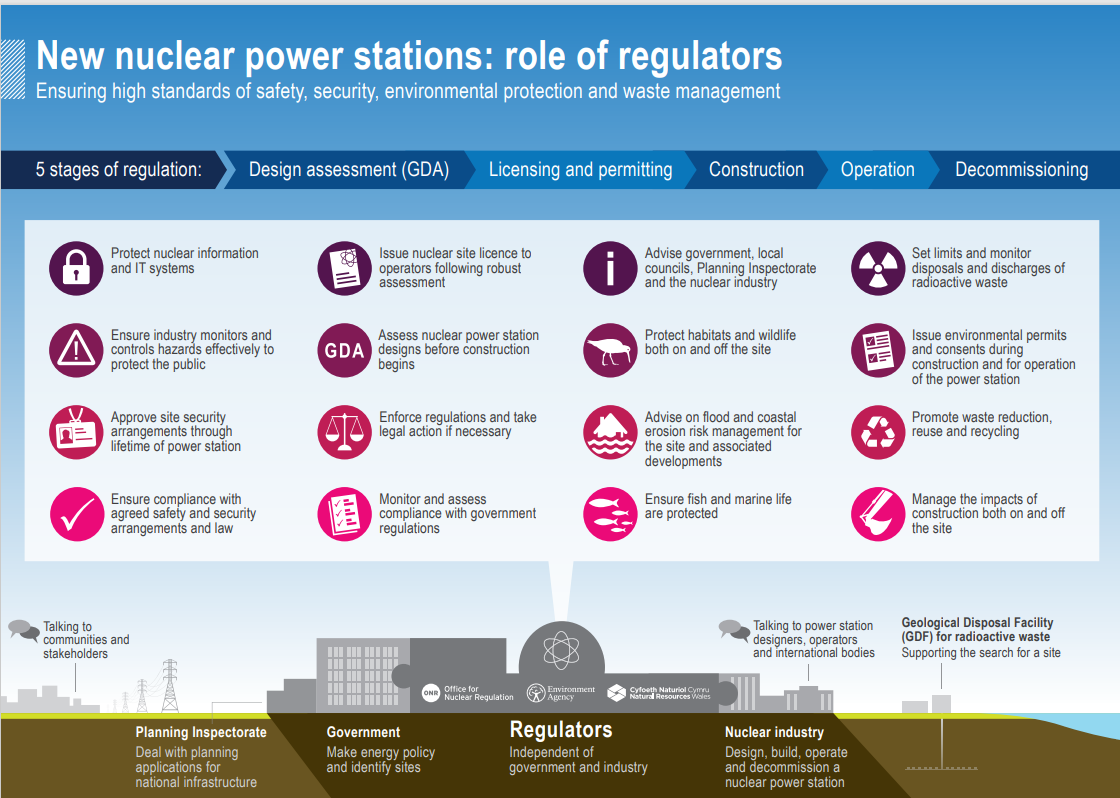 New nuclear power stations: role of regulators
Ensuring high standards of safety, security, environmental protection and waste management
5 stages of regulation:
Design assessment (GDA)
Licensing and permitting
Construction
Operation
Decommissioning
Protect nuclear information
and IT systems
Issue nuclear site licence to
operators following robust
assessment
Advise government, local
councils, Planning Inspectorate
and the nuclear industry
Set limits and monitor
disposals and discharges of
radioactive waste
Ensure industry monitors and
controls hazards effectively to
protect the public
GDA
Assess nuclear power station
designs before construction
begins
Protect habitats and wildlife
both on and off the site
Issue environmental permits
and consents during
construction and for operation
of the power station
Approve site security
arrangements through
lifetime of power station
Enforce regulations and take
legal action if necessary
Advise on flood and coastal
erosion risk management for
the site and associated
developments
Promote waste reduction,
reuse and recycling
Ensure compliance with
agreed safety and security
arrangements and law
Monitor and assess
compliance with government
regulations
Ensure fish and marine life
are protected
Manage the impacts of
construction both on and off
the site
Talking to
communities and
stakeholders
Talking to power station
designers, operators
and international bodies
Geological Disposal Facility
(GDF) for radioactive waste
Supporting the search for a site
ONR
Office for
Nuclear Regulation
Environment
Agency
Cyfoeth Naturiol Cymru
Natural Resources Wales
Planning Inspectorate
Deal with planning
applications for
national infrastructure
Government
Make energy policy
and identify sites
Regulators
Independent of
government and industry
Nuclear industry
Design, build, operate
and decommission a
nuclear power station